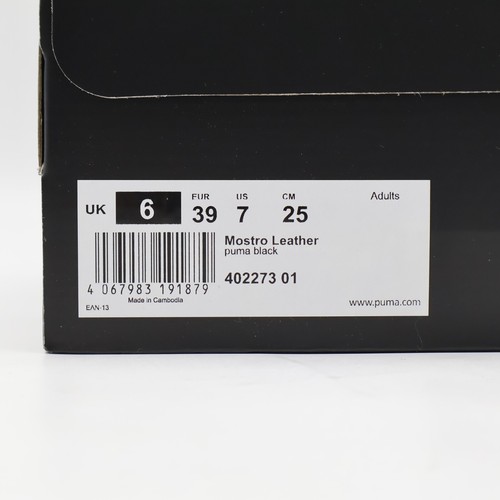 UK 6 EUR 39 US 7 CM 25 Adults
Mostro Leather
puma black
402273 01
4 067983 191879
Made in Cambodia
EAN-13
www.puma.com